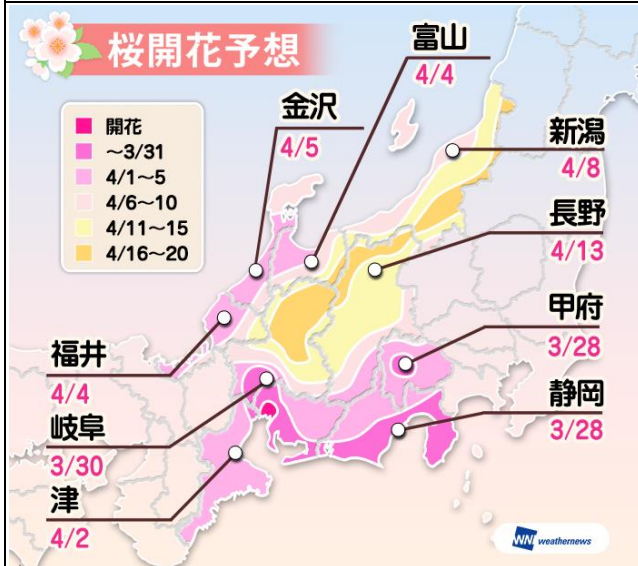 桜開花予想
富山
4/4
金沢
4/5
開花
～3/31
4/1～5
4/6～10
4/11～15
4/16～20
新潟
4/8
長野
4/13
甲府
3/28
静岡
3/28
福井
4/4
岐阜
3/30
津
4/2
WN weathernews